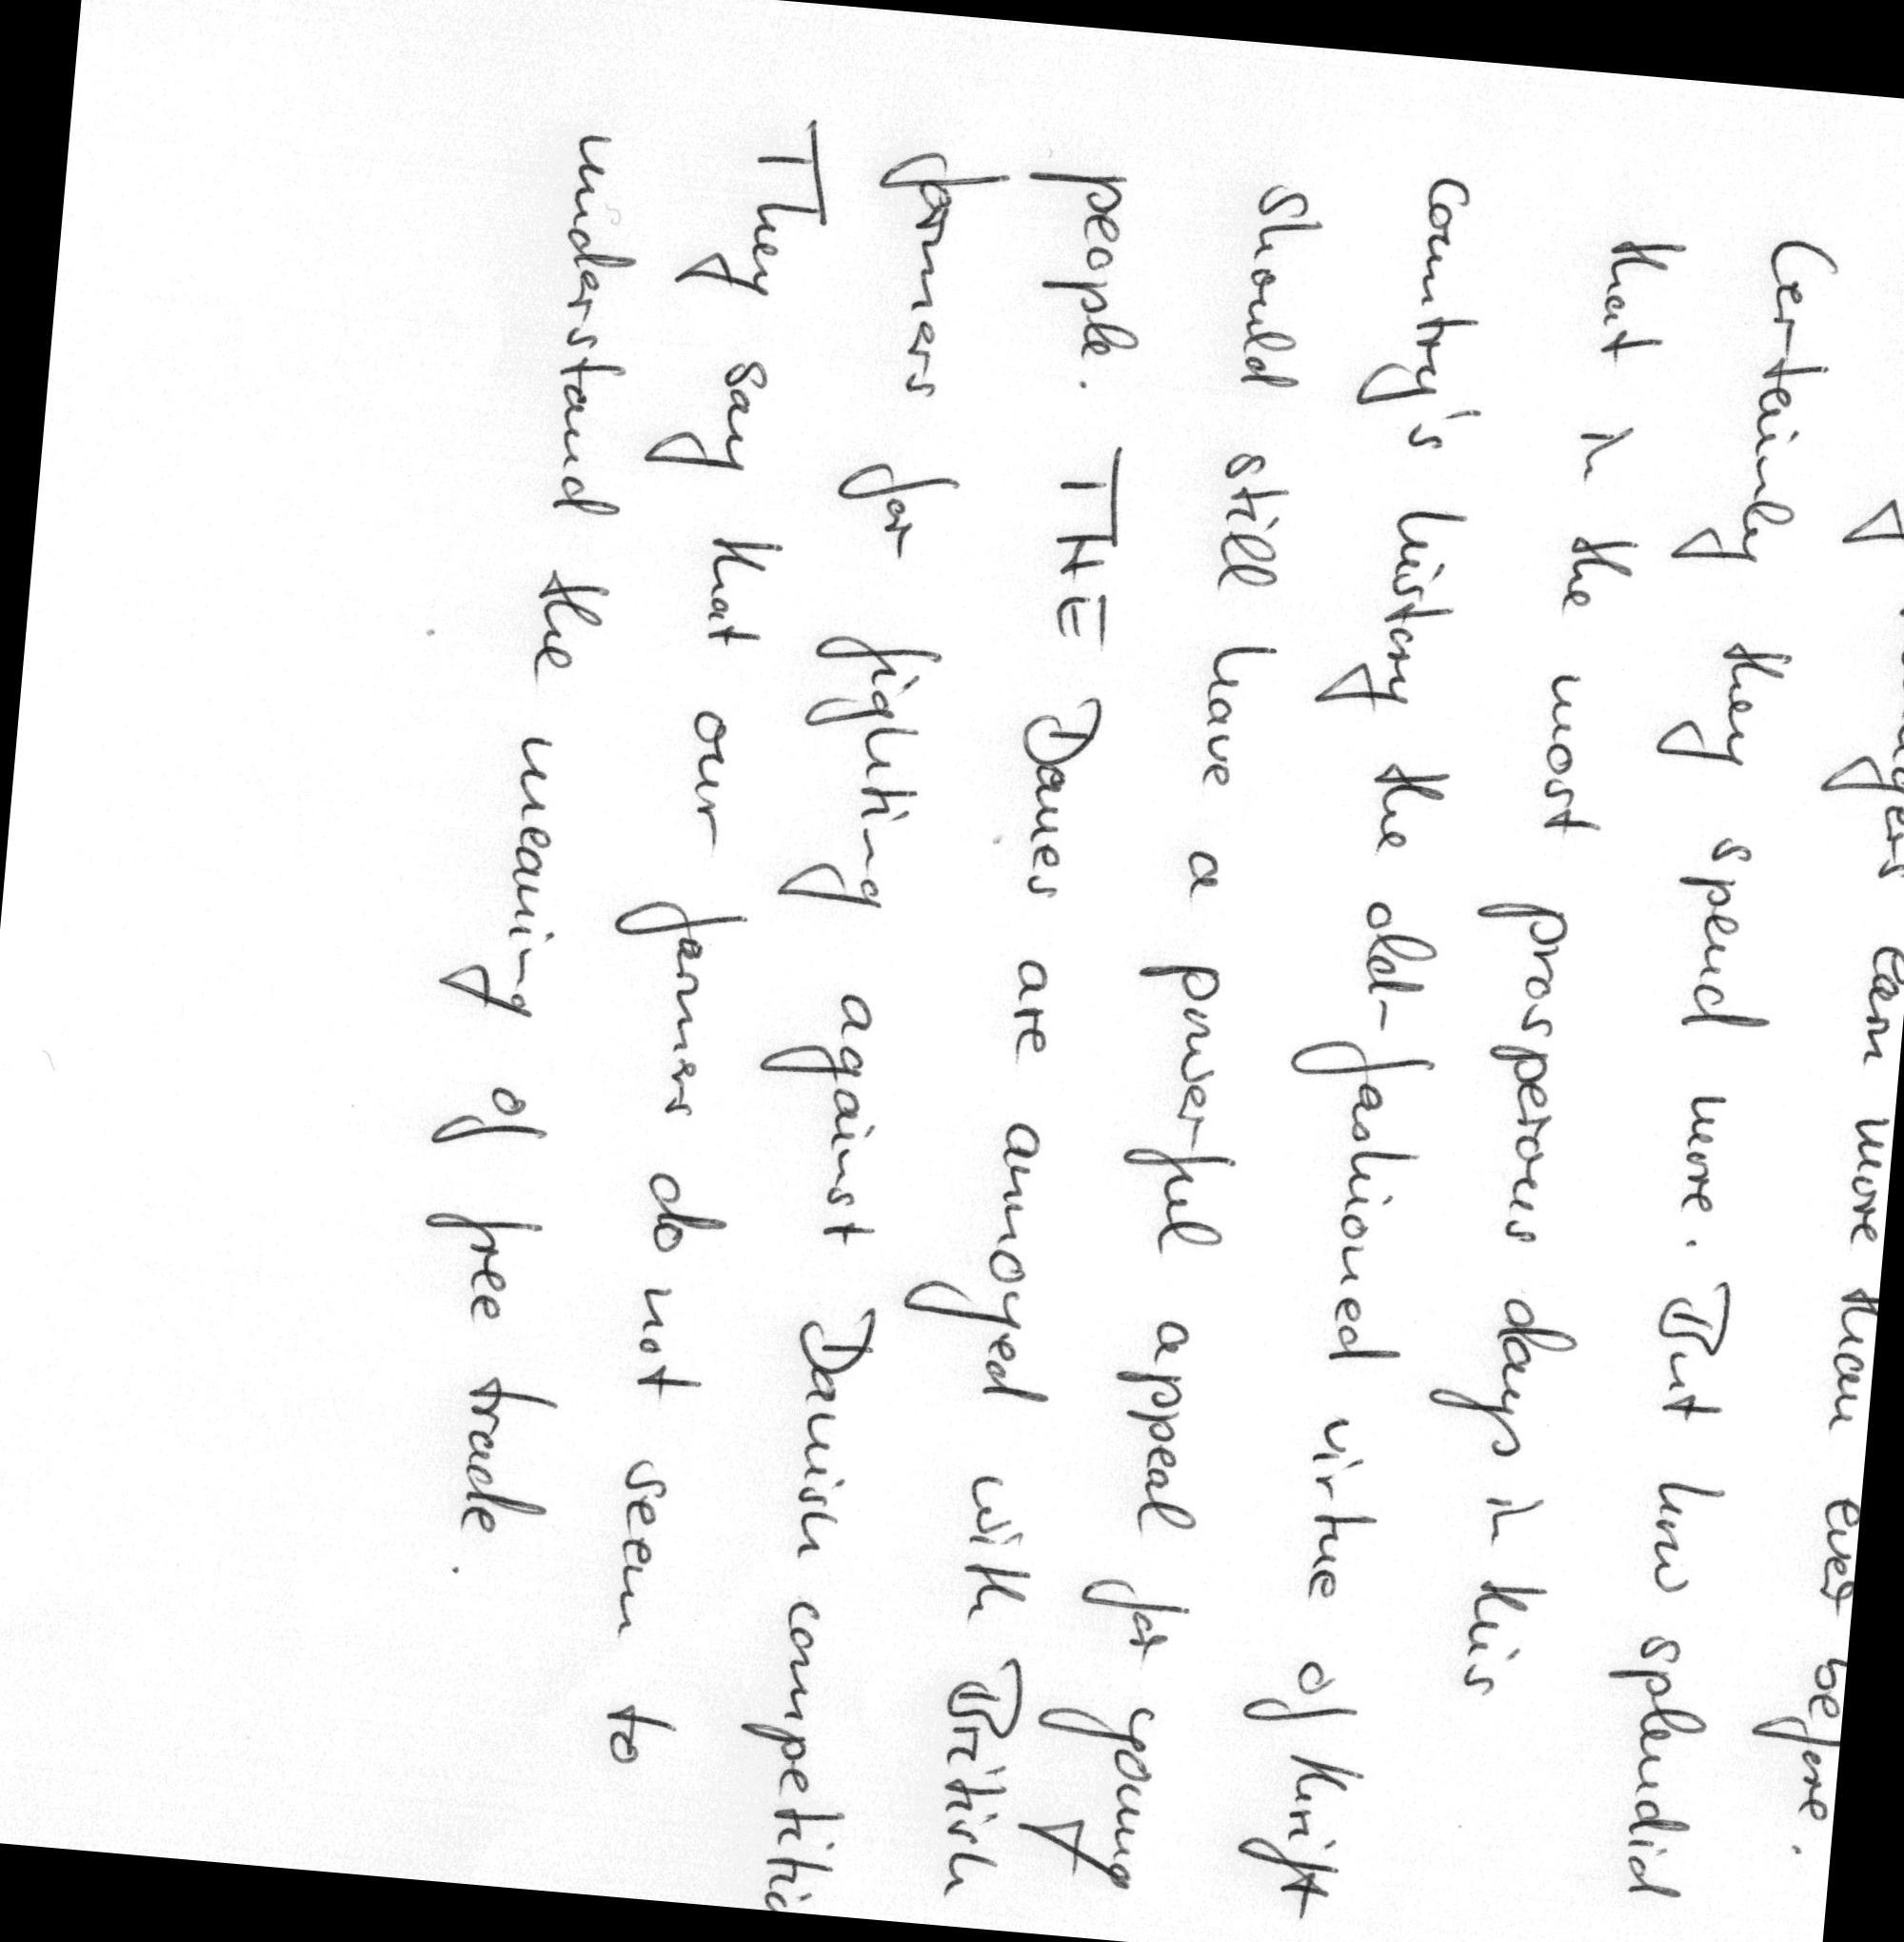 earn more than ever before.
Certainly they spend more. But how splendid
that in the most prosperous days in this
country's history the old-fashioned virtue of thrift
should still have a powerful appeal for young
people. THE Danes are annoyed with British
farmers for fighting against Danish competitio
They say that our farmers do not seem to
understand the meaning of free trade.